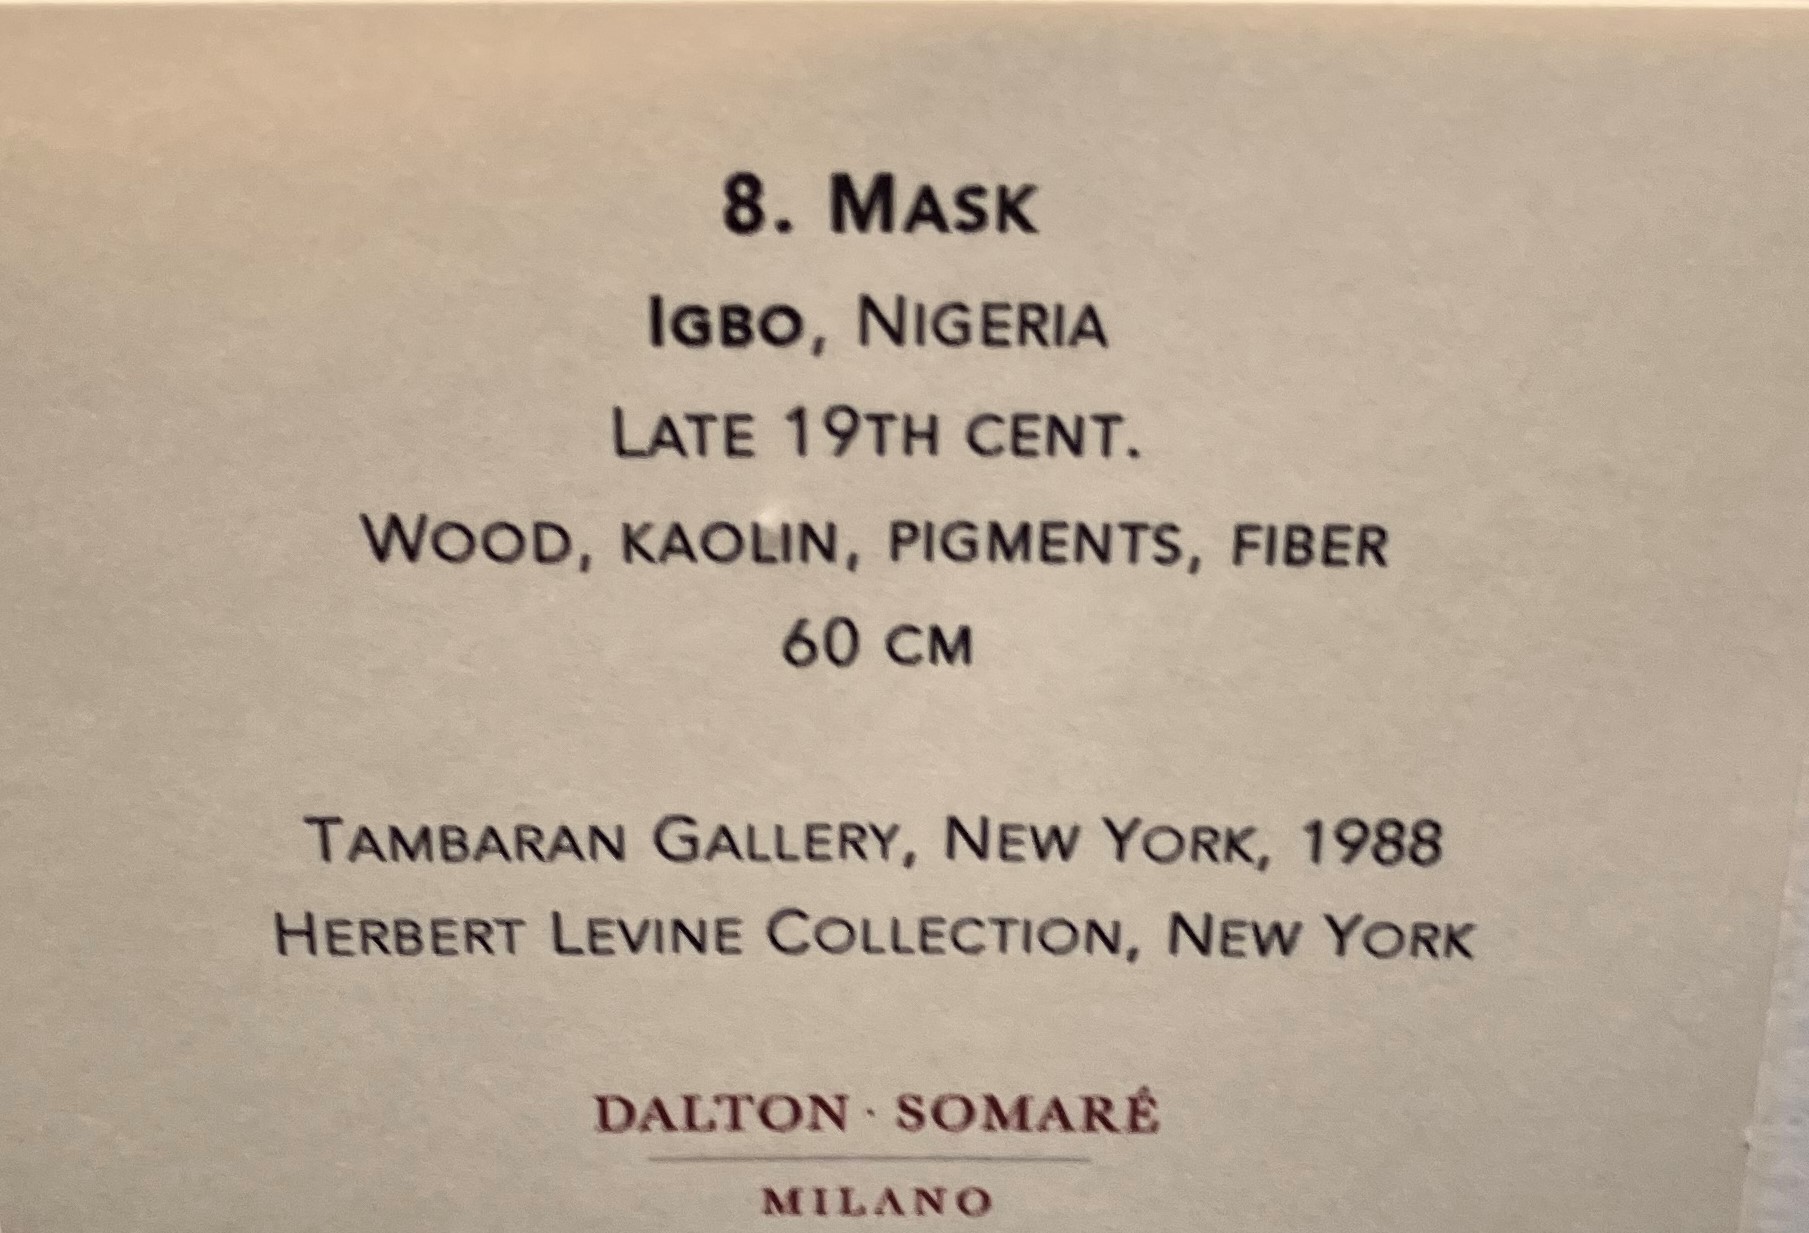 8. MASK
IGBO, NIGERIA
LATE 19TH CENT.
WOOD, KAOLIN, PIGMENTS, FIBER
60 CM
TAMBARAN GALLERY, NEW YORK, 1988
HERBERT LEVINE COLLECTION, NEW YORK
DALTON · SOMARÉ
MILANO